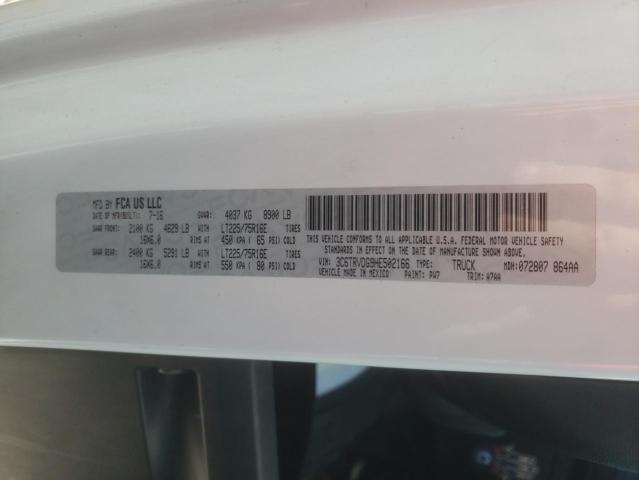 MFD BY FCA US LLC
DATE OF MFR(BUILT): 7-16 GVWR: 4037 KG 8900 LB
GAWR FRONT: 2100 KG 4629 LB WITH LT225/75R16E TIRES
16X6.0 RIMS AT 450 KPA ( 65 PSI) COLD
GAWR REAR: 2400 KG 5291 LB WITH LT225/75R16E TIRES
16X6.0 RIMS AT 550 KPA ( 80 PSI) COLD
THIS VEHICLE CONFORMS TO ALL APPLICABLE U.S.A. FEDERAL MOTOR VEHICLE SAFETY
STANDARDS IN EFFECT ON THE DATE OF MANUFACTURE SHOWN ABOVE.
VIN: 3C6TRVDG9HE502166 TYPE: TRUCK MDH: 072807 864AA
VEHICLE MADE IN MEXICO PAINT: PW7 TRIM: A7AA